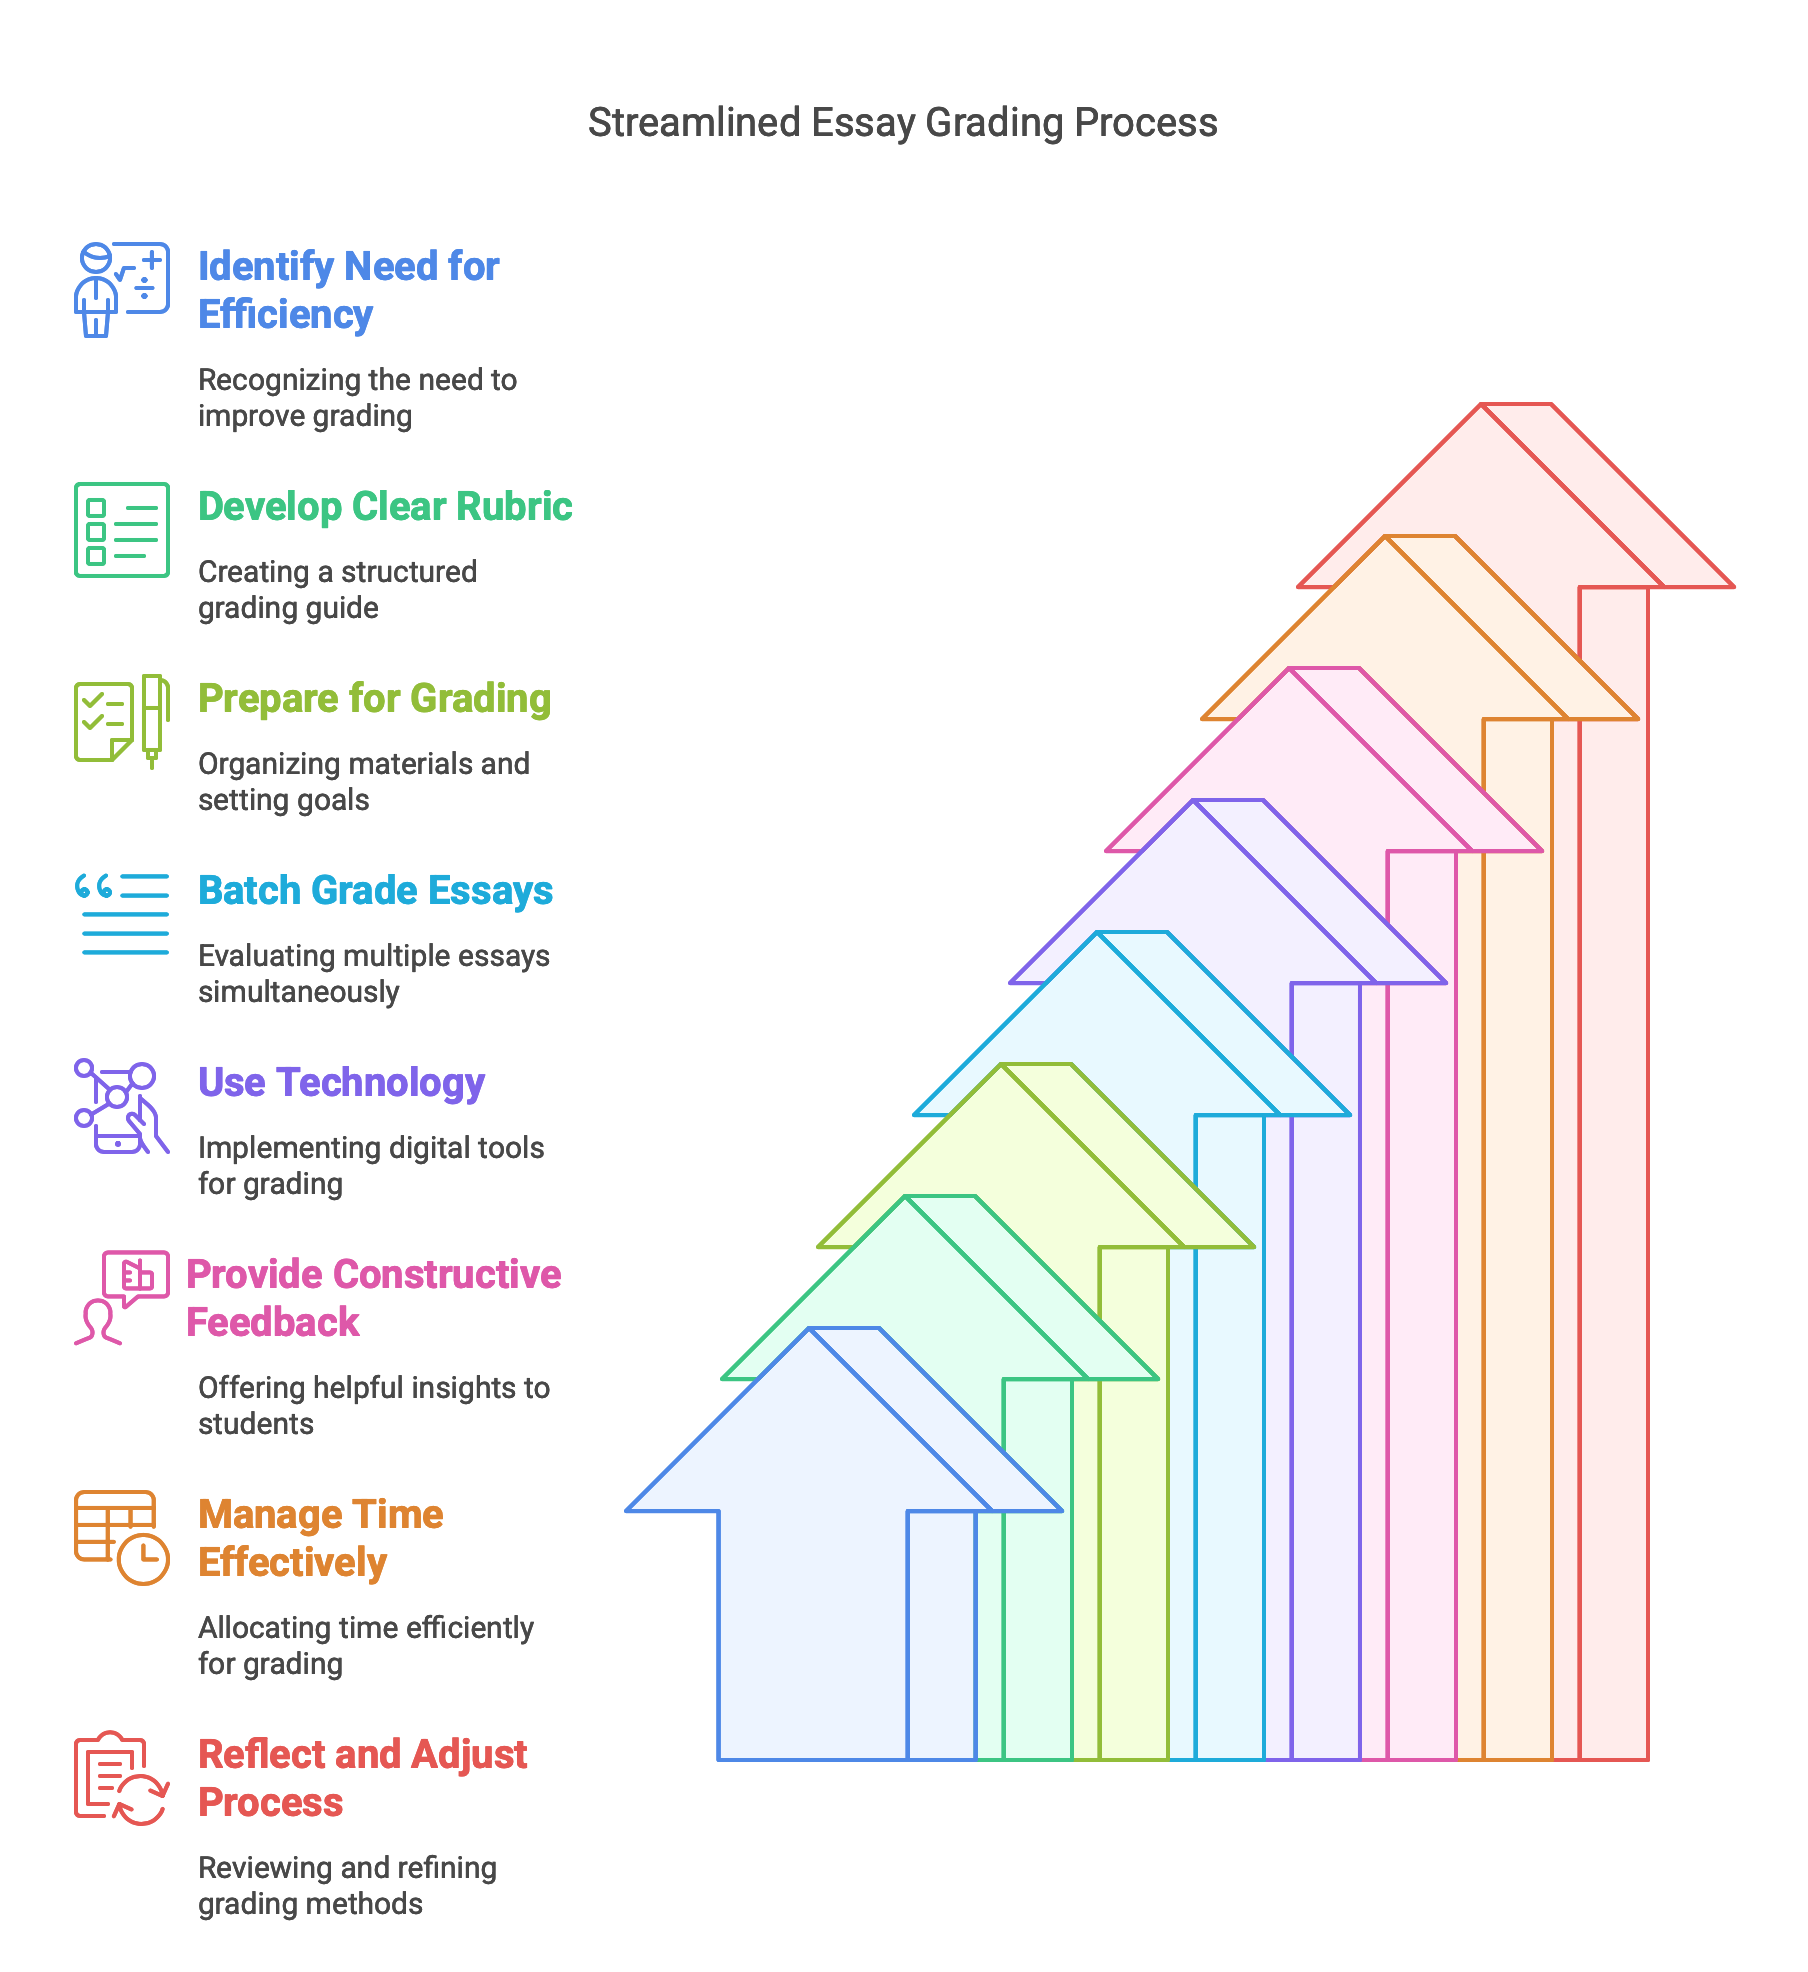 Streamlined Essay Grading Process
Identify Need for
Efficiency
Recognizing the need to
improve grading
Develop Clear Rubric
Creating a structured
grading guide
Prepare for Grading
Organizing materials and
setting goals
Batch Grade Essays
Evaluating multiple essays
simultaneously
Use Technology
Implementing digital tools
for grading
Provide Constructive
Feedback
Offering helpful insights to
students
Manage Time
Effectively
Allocating time efficiently
for grading
Reflect and Adjust
Process
Reviewing and refining
grading methods